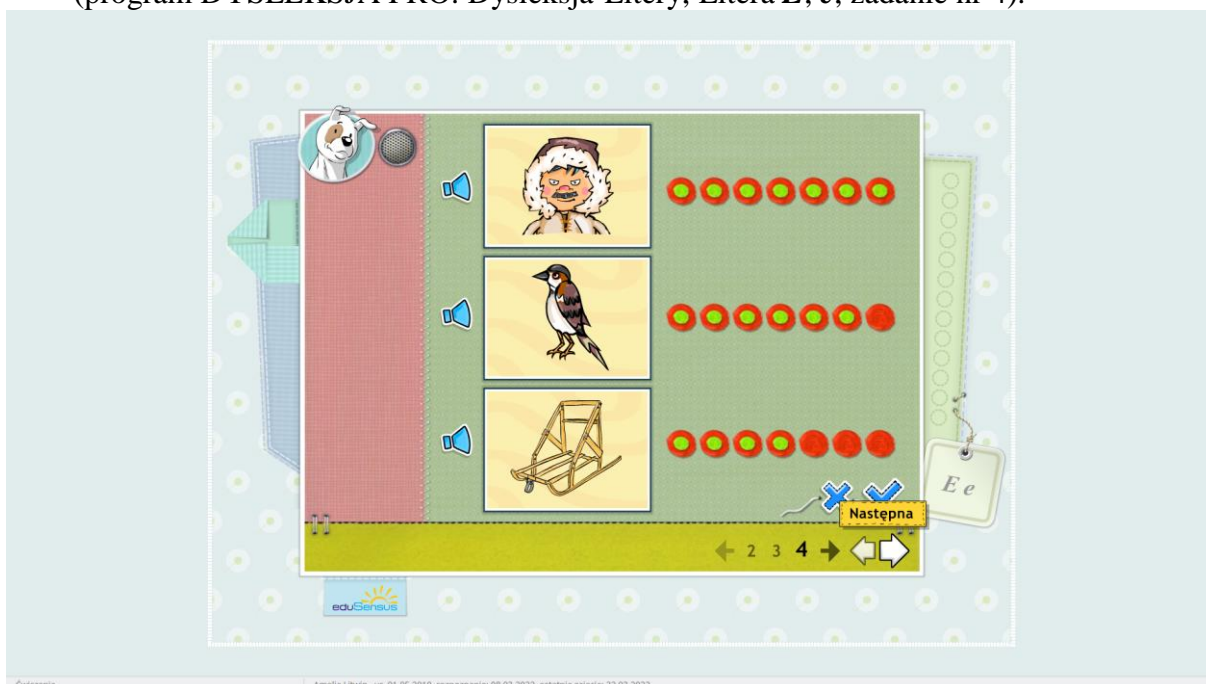 (program DYSLEKSJA PRO: Dysleksja-Litery, Litera E, e, zadanie nr 4).
Następna
E e
2 3 4
eduSensus